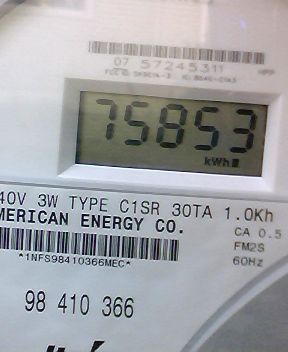 07 57245311
75853
kWh
40V 3W TYPE C1SR 30TA 1.0Kh
MERICAN ENERGY CO.
CA 0.5
FM2S
*1NFS98410366MEC*
60Hz
98 410 366